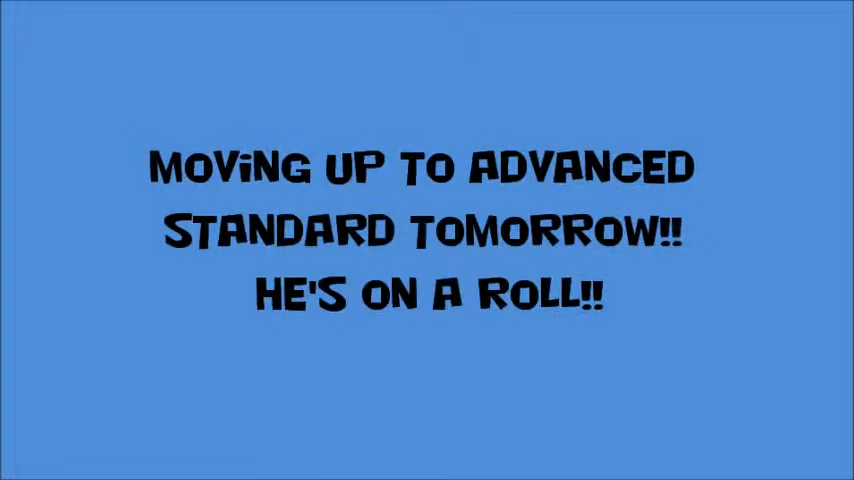 MOViNG UP TO ADVANCED
STANDARD TOMORROW!!
HE'S ON A ROLL!!